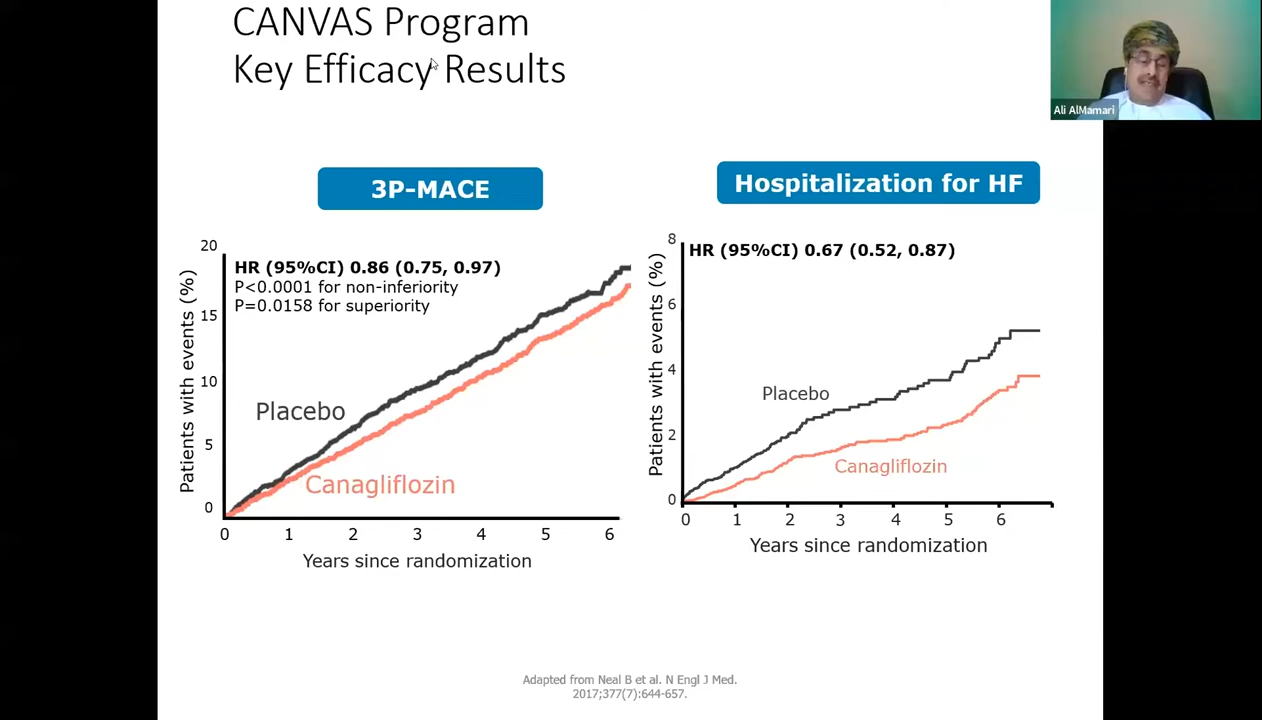 CANVAS Program
Key Efficacy Results
Ali AlMamari
3P-MACE
20
15
10
5
0
Patients with events (%)
HR (95%CI) 0.86 (0.75, 0.97)
P<0.0001 for non-inferiority
P=0.0158 for superiority
Placebo
Canagliflozin
0 1 2 3 4 5 6
Years since randomization
Hospitalization for HF
8
6
4
2
0
Patients with events (%)
HR (95%CI) 0.67 (0.52, 0.87)
Placebo
Canagliflozin
0 1 2 3 4 5 6
Years since randomization
Adapted from Neal B et al. N Engl J Med.
2017;377(7):644-657.